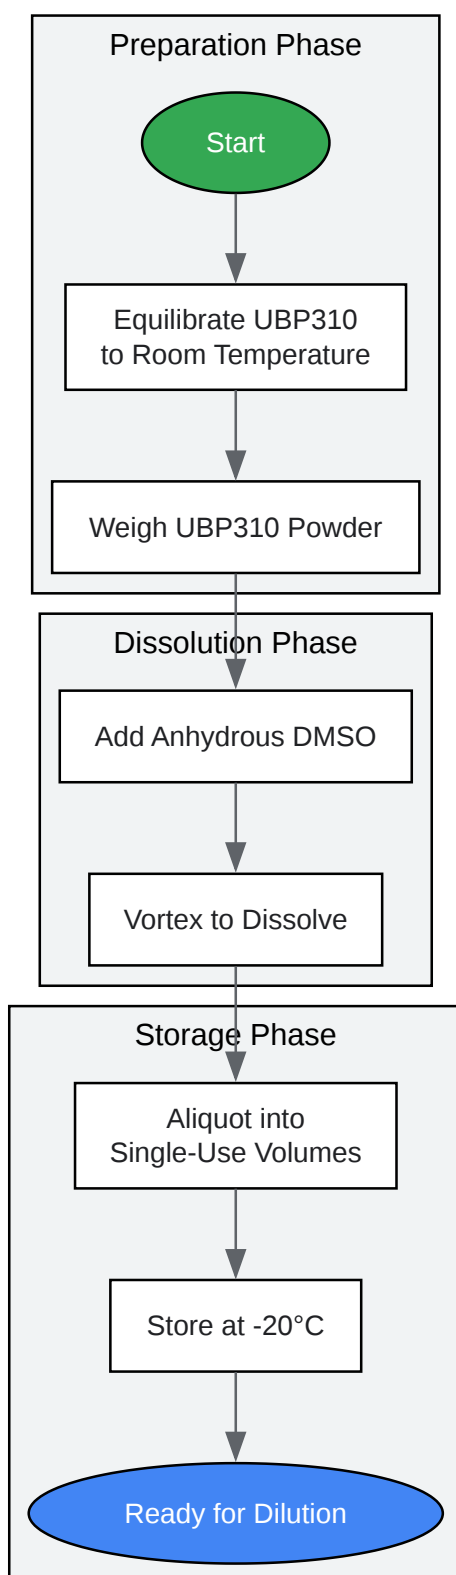 Preparation Phase
Start
Equilibrate UBP310
to Room Temperature
Weigh UBP310 Powder
Dissolution Phase
Add Anhydrous DMSO
Vortex to Dissolve
Storage Phase
Aliquot into
Single-Use Volumes
Store at -20°C
Ready for Dilution